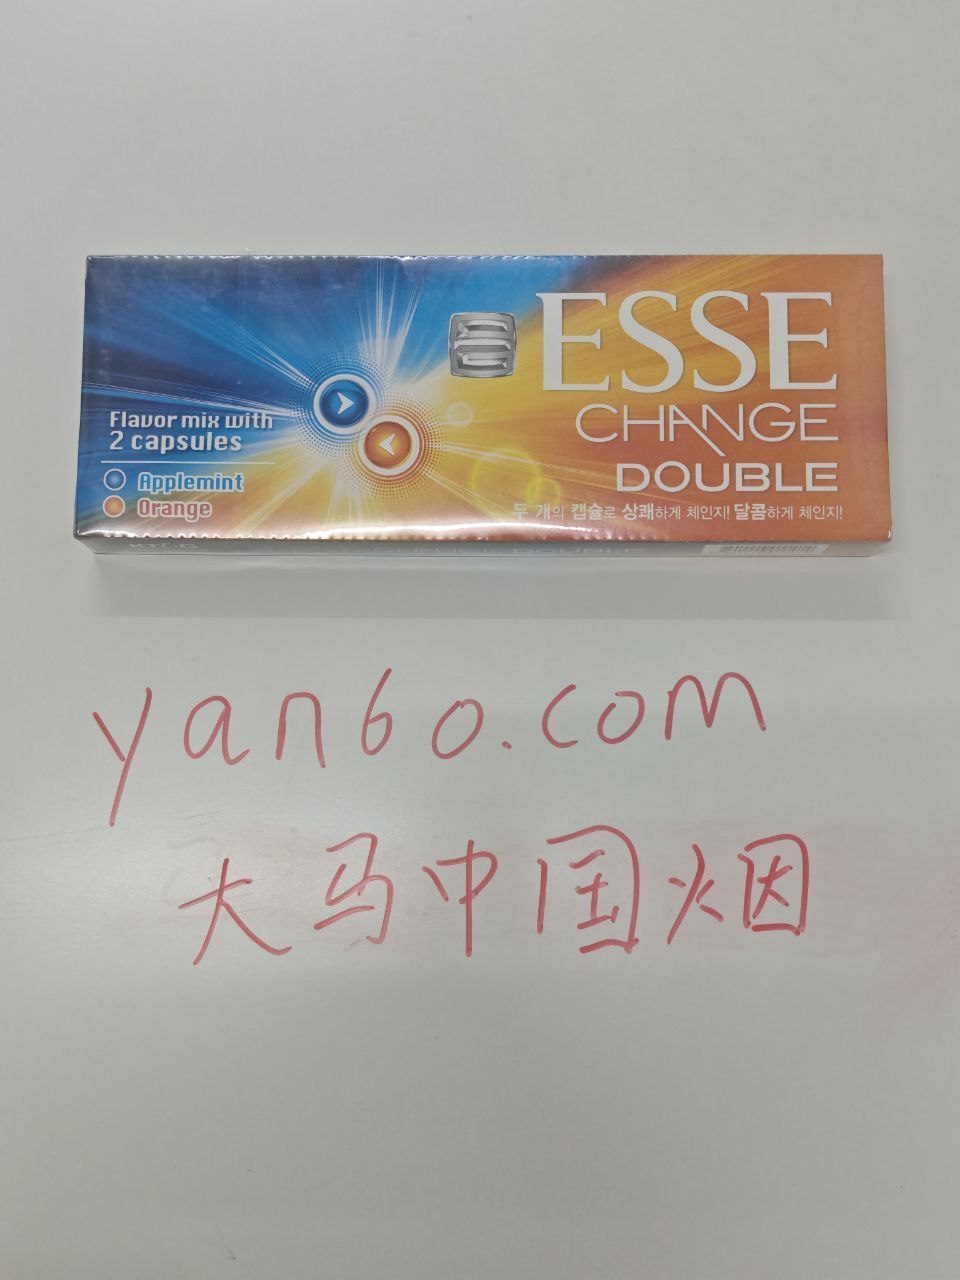 ESSE
CHANGE
DOUBLE
두 개의 캡슐로 상쾌하게 체인지! 달콤하게 체인지!
Flavor mix with
2 capsules
Applemint
Orange
yan60.com
大马中国烟